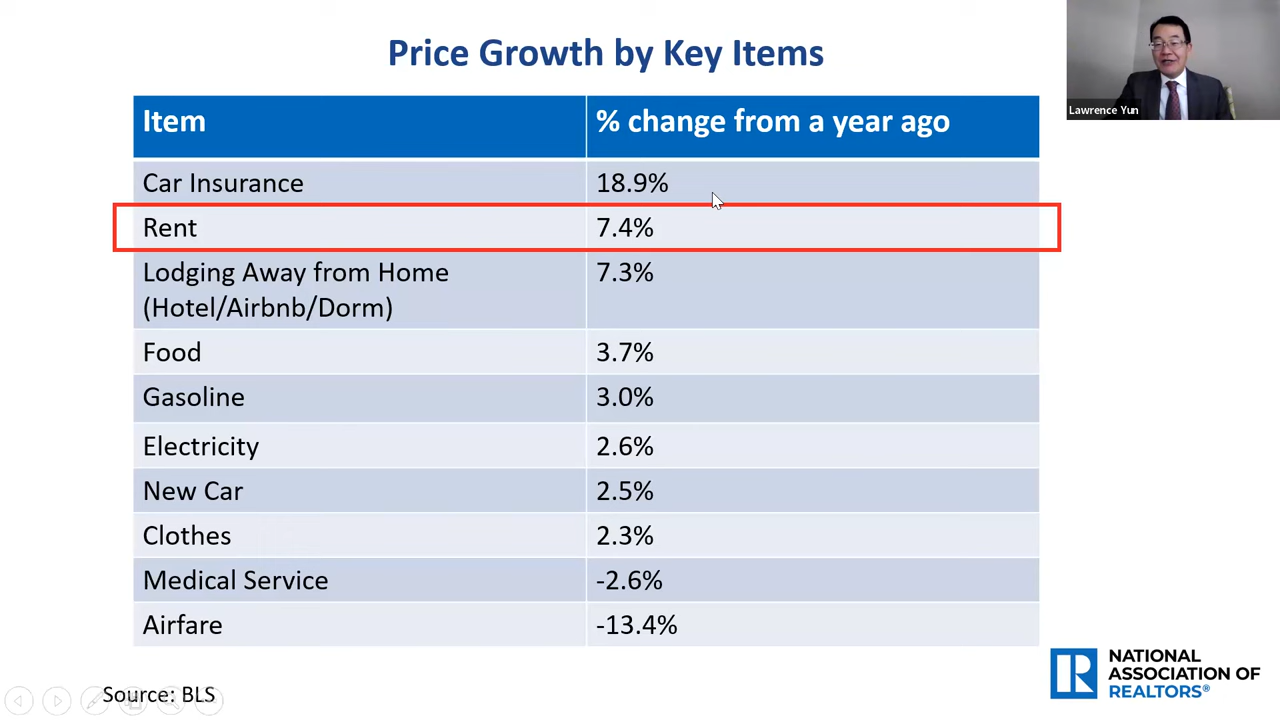 Price Growth by Key Items
Lawrence Yun
Item % change from a year ago
Car Insurance 18.9%
Rent 7.4%
Lodging Away from Home 7.3%
(Hotel/Airbnb/Dorm)
Food 3.7%
Gasoline 3.0%
Electricity 2.6%
New Car 2.5%
Clothes 2.3%
Medical Service -2.6%
Airfare -13.4%
Source: BLS
NATIONAL
ASSOCIATION OF
REALTORS®